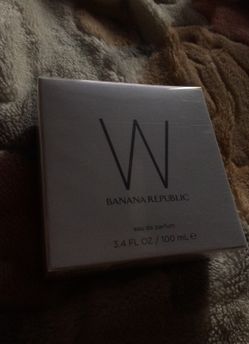 W
BANANA REPUBLIC
eau de parfum
3.4 FL OZ / 100 mL ℮